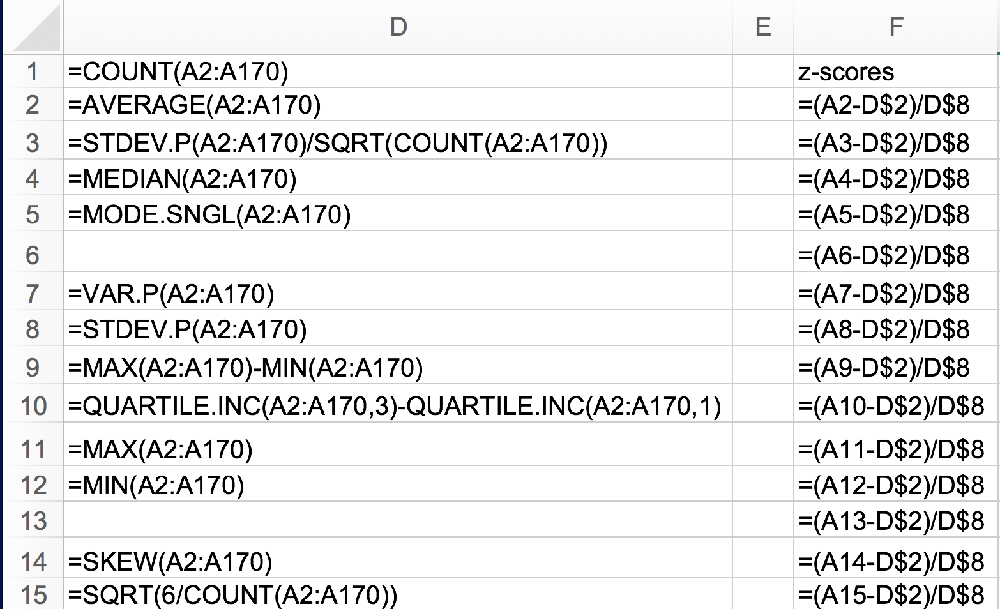 D E F
1 =COUNT(A2:A170) z-scores
2 =AVERAGE(A2:A170) =(A2-D$2)/D$8
3 =STDEV.P(A2:A170)/SQRT(COUNT(A2:A170)) =(A3-D$2)/D$8
4 =MEDIAN(A2:A170) =(A4-D$2)/D$8
5 =MODE.SNGL(A2:A170) =(A5-D$2)/D$8
6 =(A6-D$2)/D$8
7 =VAR.P(A2:A170) =(A7-D$2)/D$8
8 =STDEV.P(A2:A170) =(A8-D$2)/D$8
9 =MAX(A2:A170)-MIN(A2:A170) =(A9-D$2)/D$8
10 =QUARTILE.INC(A2:A170,3)-QUARTILE.INC(A2:A170,1) =(A10-D$2)/D$8
11 =MAX(A2:A170) =(A11-D$2)/D$8
12 =MIN(A2:A170) =(A12-D$2)/D$8
13 =(A13-D$2)/D$8
14 =SKEW(A2:A170) =(A14-D$2)/D$8
15 =SQRT(6/COUNT(A2:A170)) =(A15-D$2)/D$8